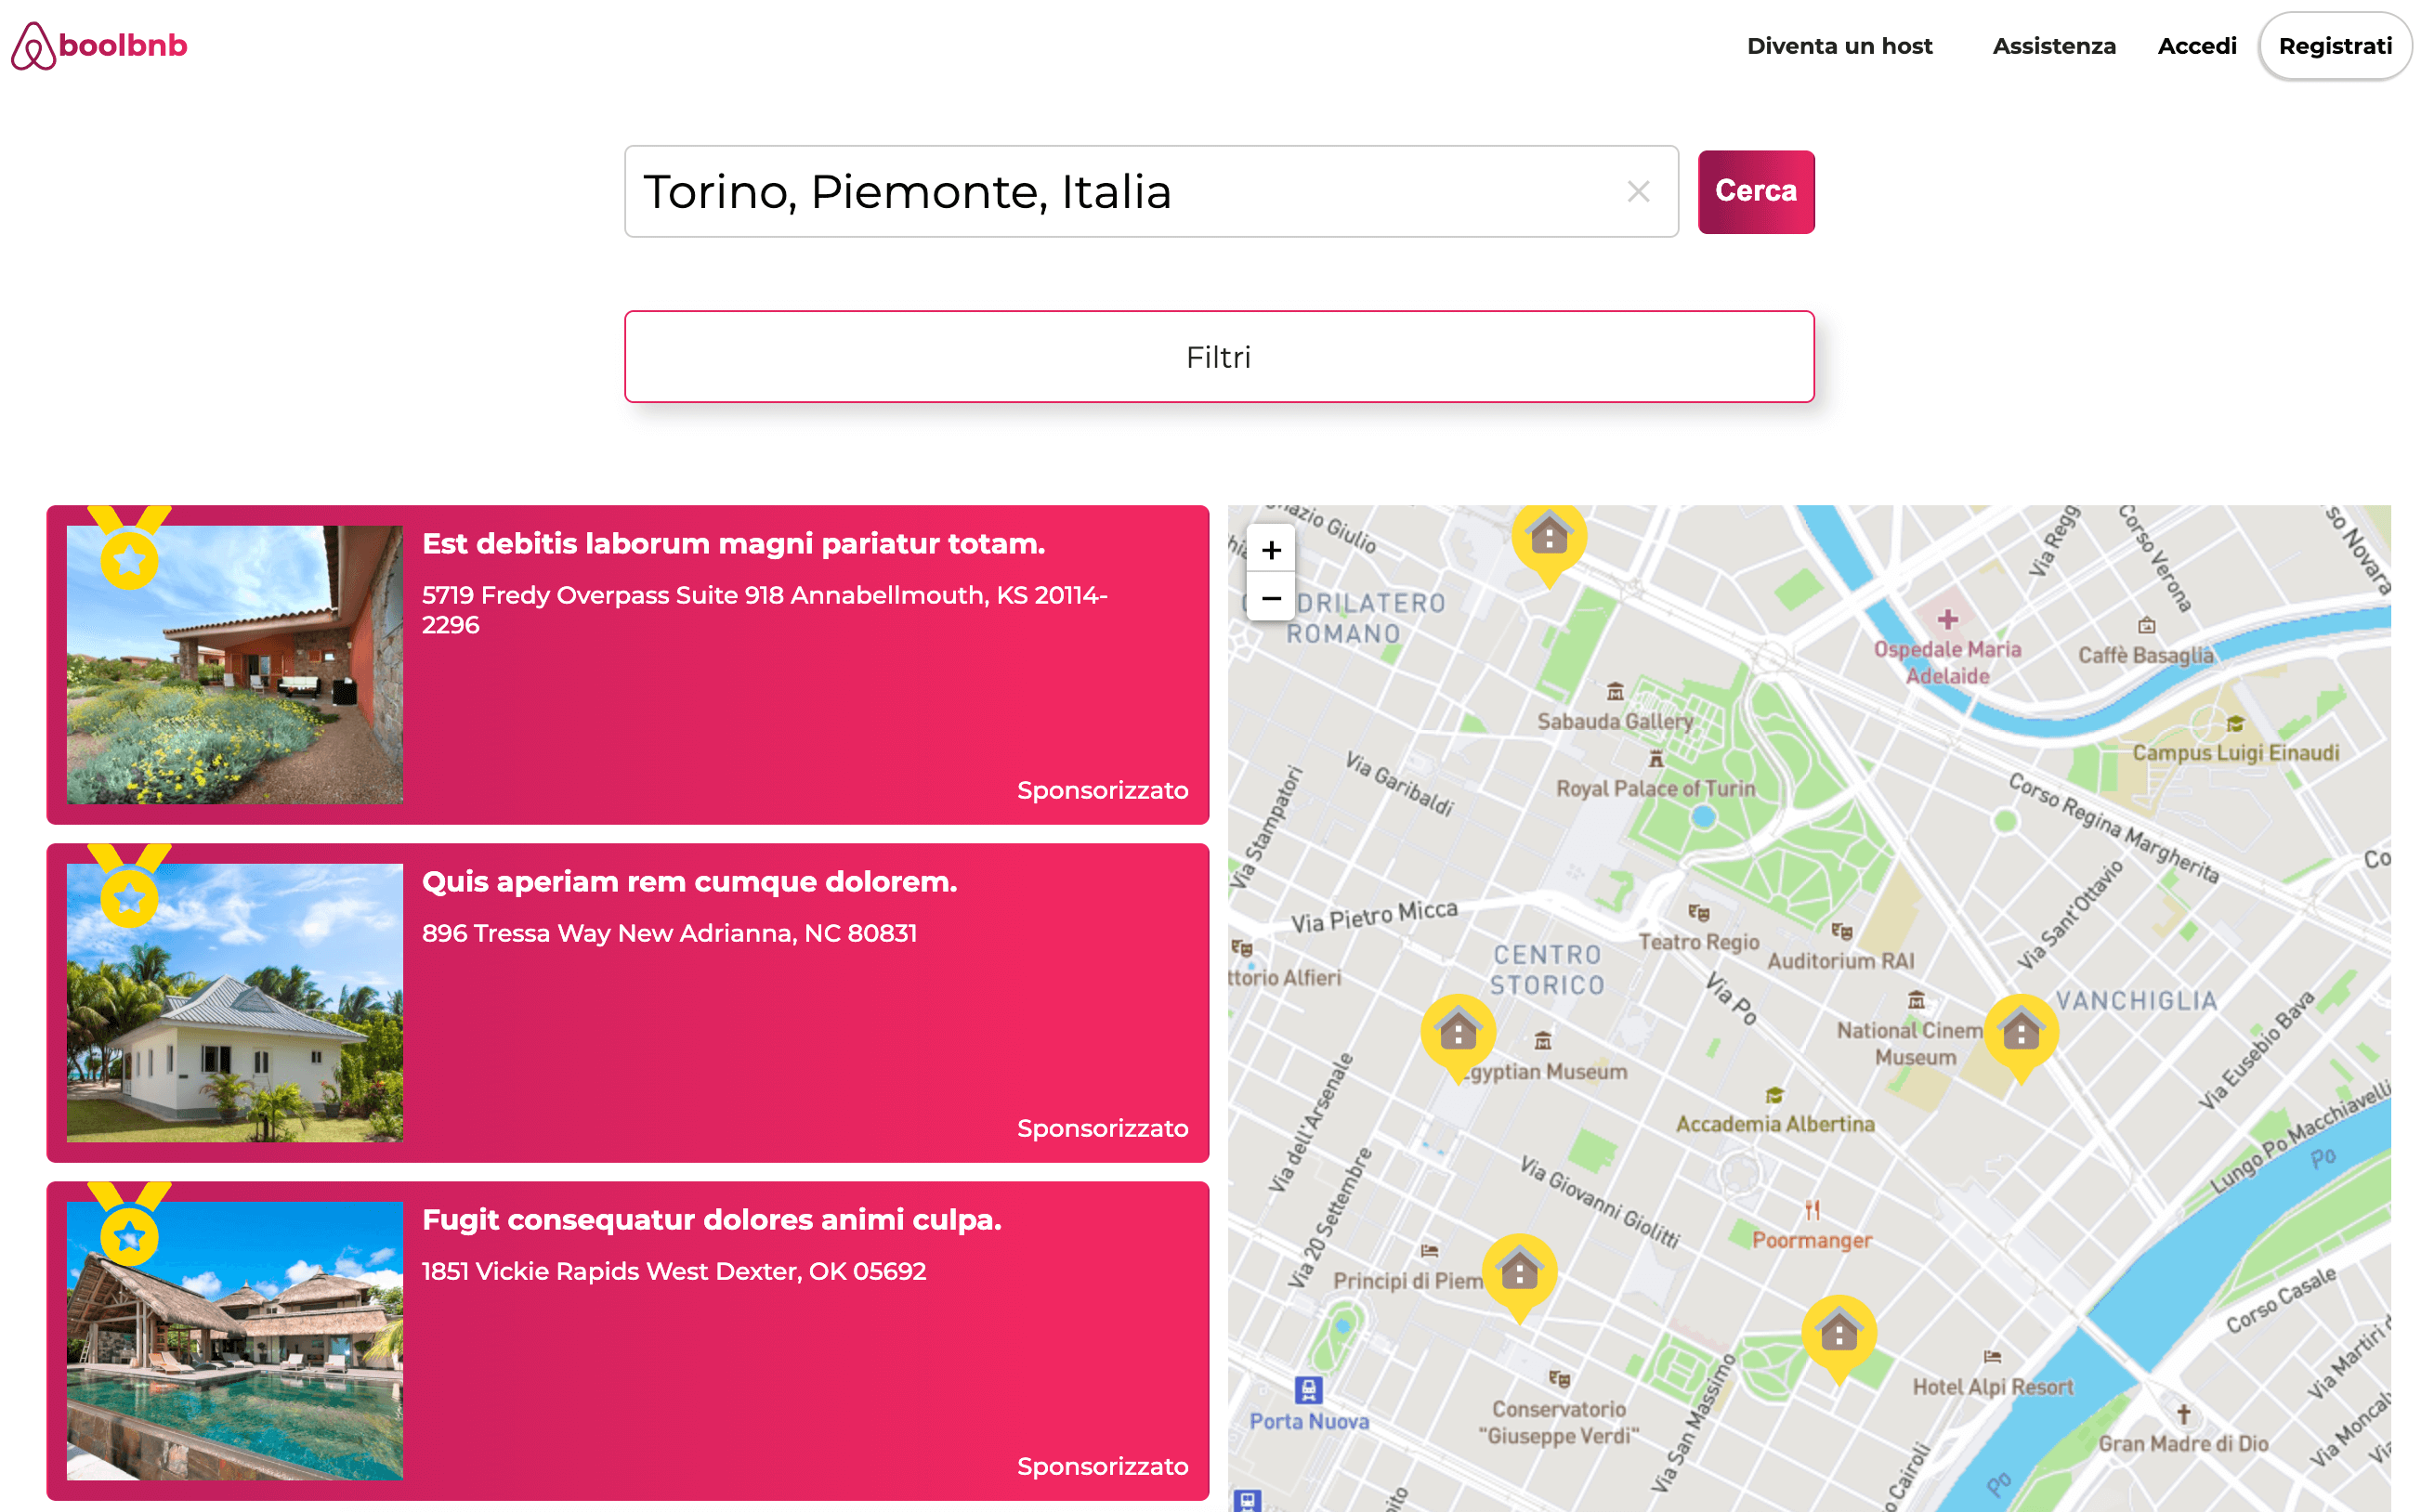 boolbnb
Diventa un host
Assistenza
Accedi
Registrati
Torino, Piemonte, Italia
Cerca
Filtri
Est debitis laborum magni pariatur totam.
5719 Fredy Overpass Suite 918 Annabellmouth, KS 20114-
2296
Sponsorizzato
Quis aperiam rem cumque dolorem.
896 Tressa Way New Adrianna, NC 80831
Sponsorizzato
Fugit consequatur dolores animi culpa.
1851 Vickie Rapids West Dexter, OK 05692
Sponsorizzato
+
−
Giulio
ROMANO
Via Regg
Corso Verona
so Novara
Ospedale Maria
Adelaide
Caffè Basaglia
Sabauda Gallery
Campus Luigi Einaudi
Via Garibaldi
Royal Palace of Turin
Via Stampatori
Corso Regina Margherita
Co
Via Pietro Micca
Via Sant'Ottavio
Teatro Regio
Auditorium RAI
CENTRO
STORICO
ttorio Alfieri
Via Po
VANCHIGLIA
National Cinem
Museum
Egyptian Museum
Via Eusebio Bava
Via dell'Arsenale
Accademia Albertina
Lungo Po Macchiavelli
Po
Via 20 Settembre
Via Giovanni Giolitti
Poormanger
Principi di Piem
Corso Casale
Via Martiri d
Hotel Alpi Resort
Porta Nuova
Conservatorio
"Giuseppe Verdi"
Via San Massimo
Via Moncal
Gran Madre di Dio
Cairoli
Po